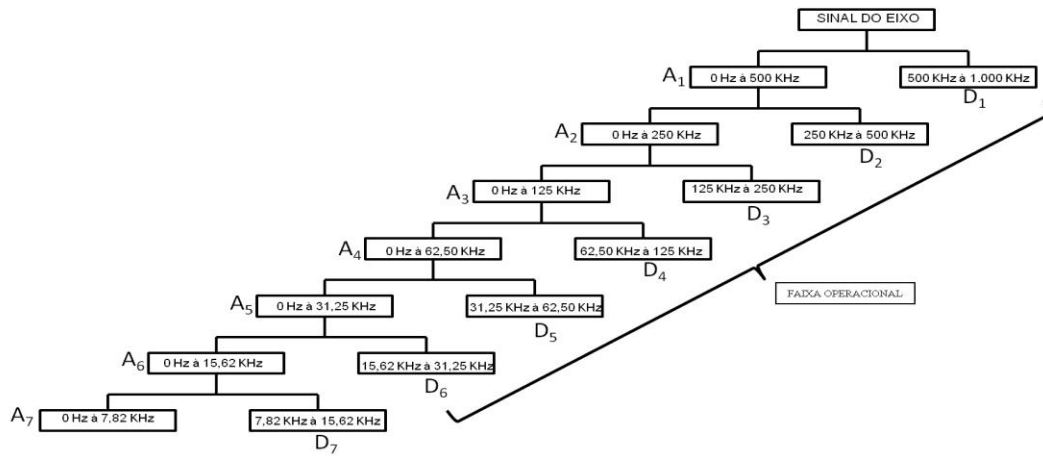 SINAL DO EIXO
A1 0 Hz à 500 KHz
500 KHz à 1.000 KHz
D1
A2 0 Hz à 250 KHz
250 KHz à 500 KHz
D2
A3 0 Hz à 125 KHz
125 KHz à 250 KHz
D3
A4 0 Hz à 62,50 KHz
62,50 KHz à 125 KHz
D4
A5 0 Hz à 31,25 KHz
31,25 KHz à 62,50 KHz
D5
FAIXA OPERACIONAL
A6 0 Hz à 15,62 KHz
15,62 KHz à 31,25 KHz
D6
A7 0 Hz à 7,82 KHz
7,82 KHz à 15,62 KHz
D7